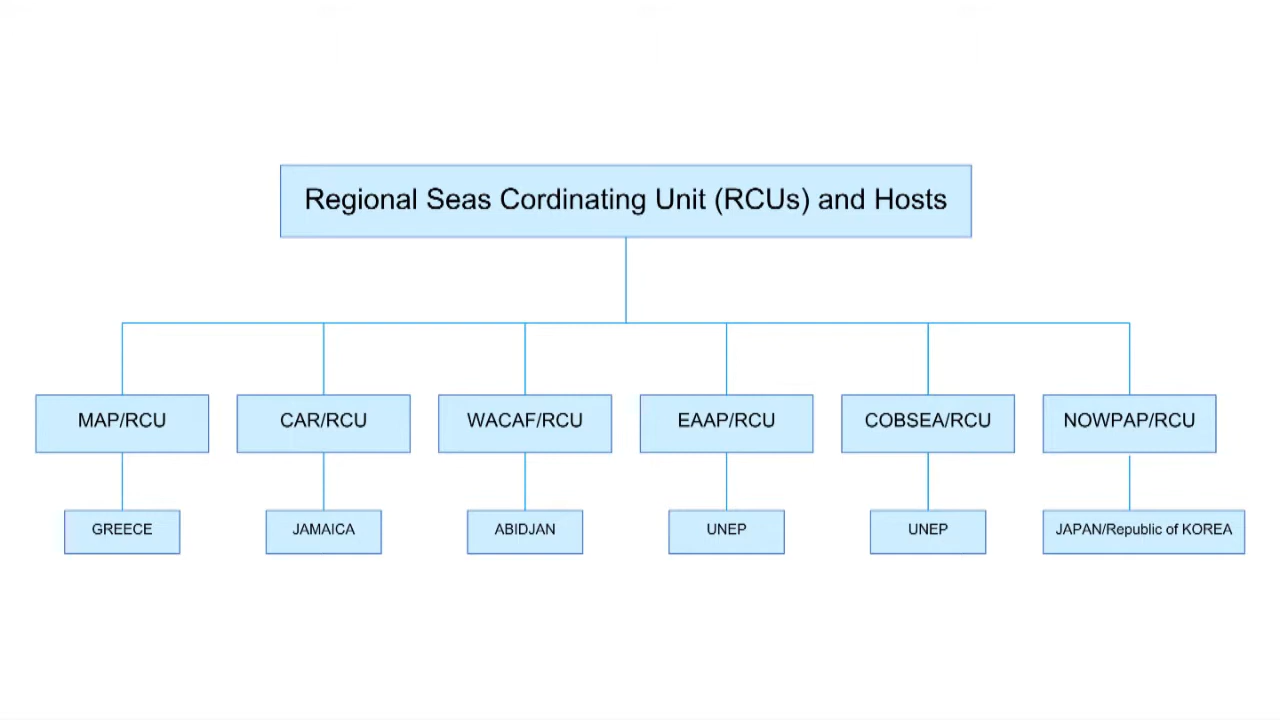 Regional Seas Cordinating Unit (RCUs) and Hosts
MAP/RCU
CAR/RCU
WACAF/RCU
EAAP/RCU
COBSEA/RCU
NOWPAP/RCU
GREECE
JAMAICA
ABIDJAN
UNEP
UNEP
JAPAN/Republic of KOREA